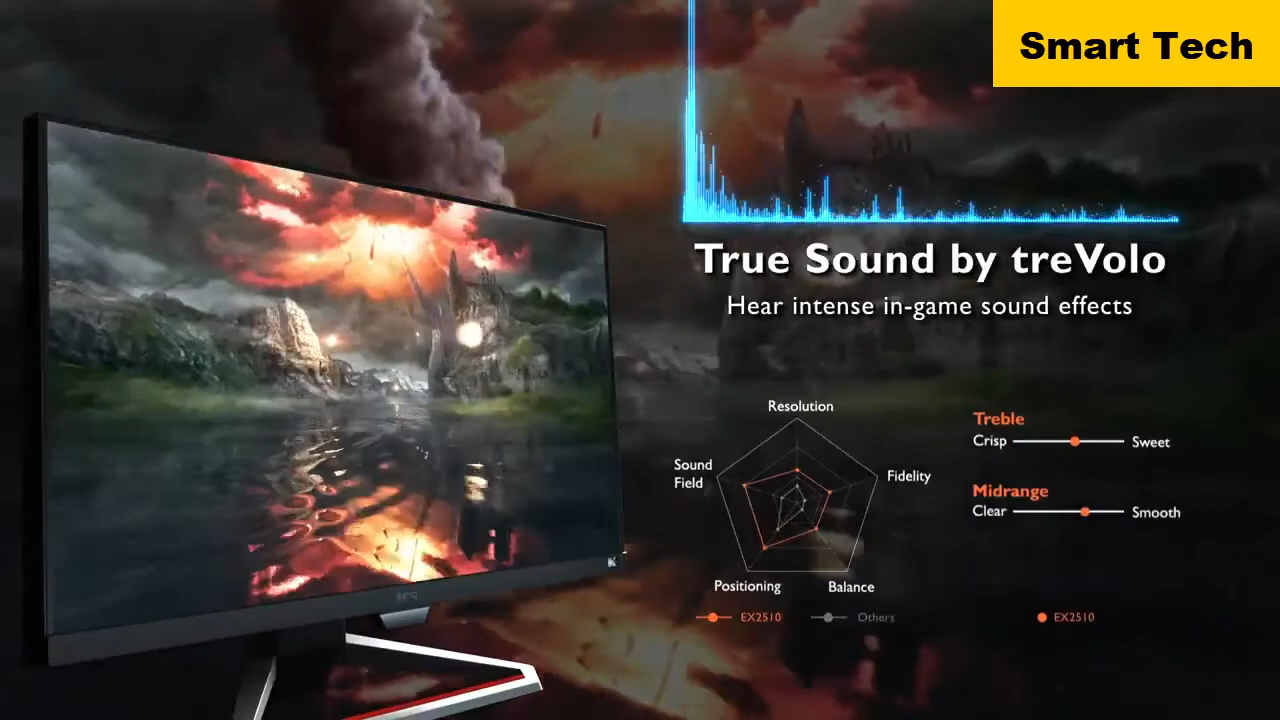 Smart Tech
True Sound by treVolo
Hear intense in-game sound effects
Resolution
Sound
Field
Fidelity
Positioning
Balance
EX2510
Others
Treble
Crisp
Sweet
Midrange
Clear
Smooth
EX2510
BenQ